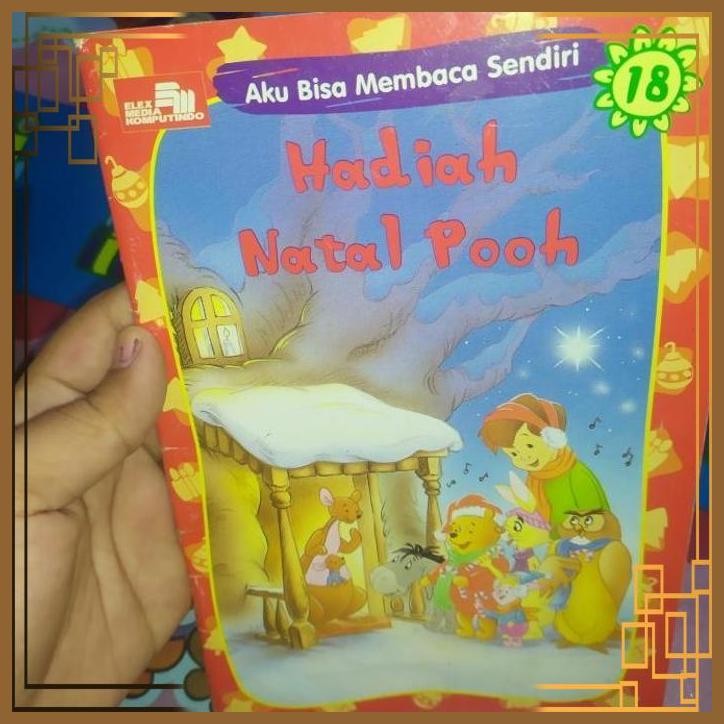 Aku Bisa Membaca Sendiri
18
ELEX
MEDIA
KOMPUTINDO
Hadiah
Natal Pooh